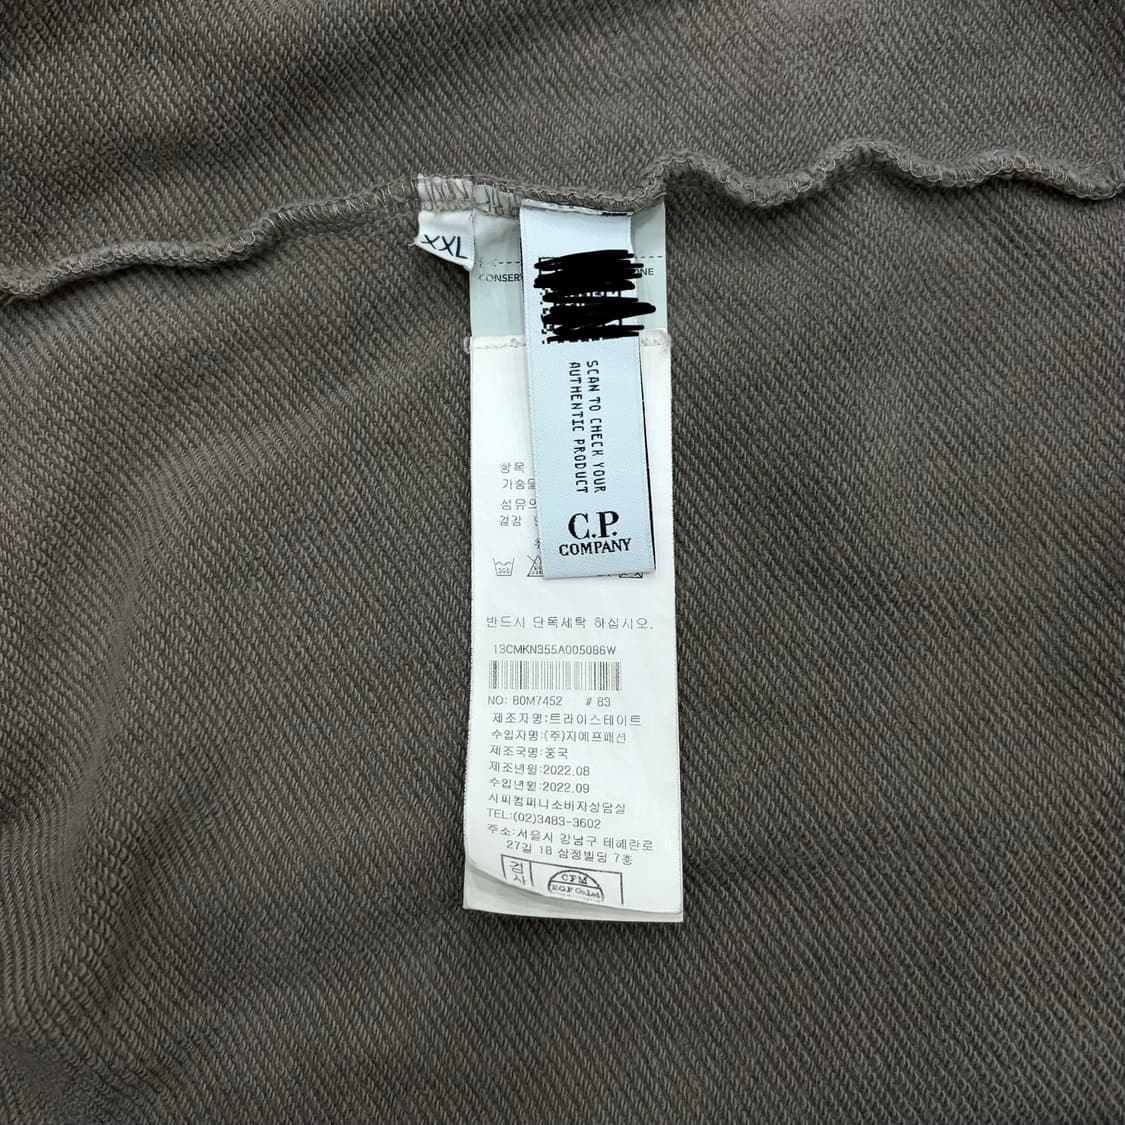 XXL
CONSER
ONE
SCAN TO CHECK YOUR
AUTHENTIC PRODUCT
C.P.
COMPANY
항목
가슴둘
섬유의
겉감
반드시 단독세탁 하십시오.
13CMKN355A005086W
NO: 80M7452 # 83
제조자명:트라이스테이트
수입자명:(주)지에프패션
제조국명:중국
제조년월:2022.08
수입년월:2022.09
시피컴퍼니소비자상담실
TEL:(02)3483-3602
주소:서울시 강남구 테헤란로
27길 18 삼정빌딩 7층
검사
CFM